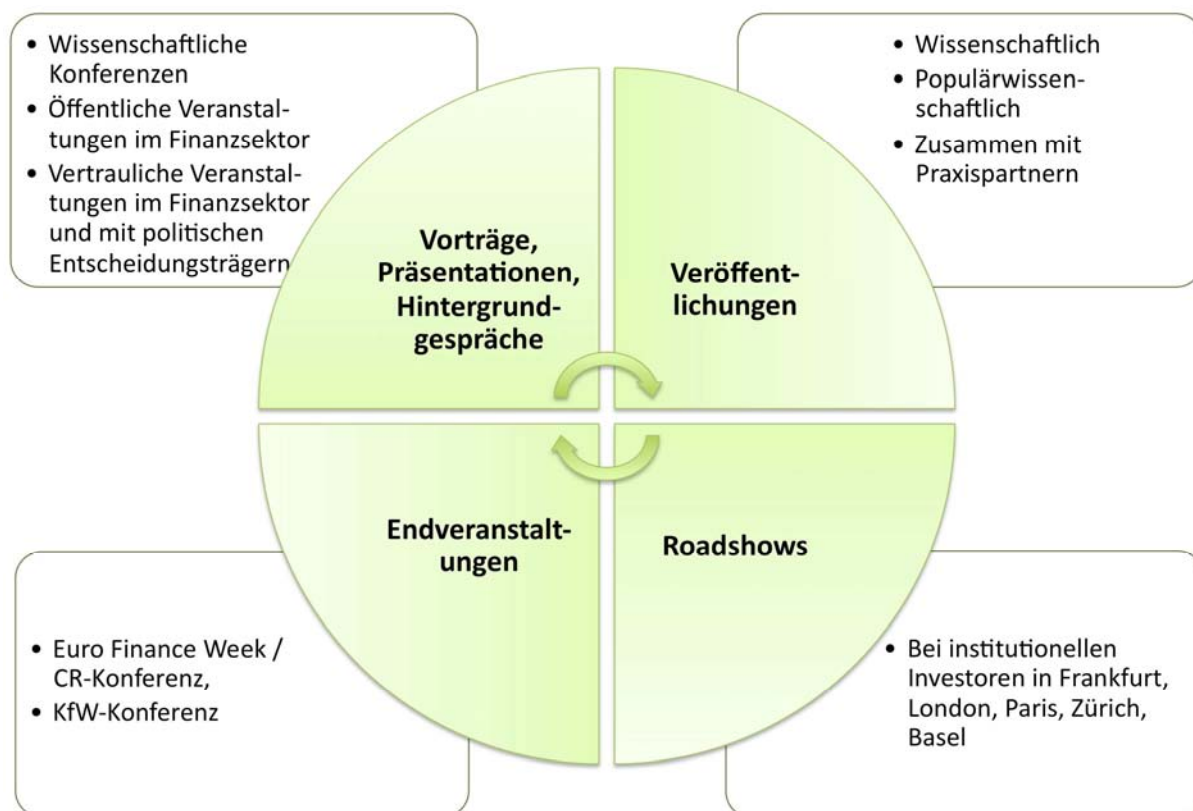 • Wissenschaftliche
Konferenzen
• Öffentliche Veranstal-
tungen im Finanzsektor
• Vertrauliche Veranstal-
tungen im Finanzsektor
und mit politischen
Entscheidungsträgern
• Wissenschaftlich
• Populärwissen-
schaftlich
• Zusammen mit
Praxispartnern
Vorträge,
Präsentationen,
Hintergrund-
gespräche
Veröffent-
lichungen
Endveranstalt-
ungen
Roadshows
• Euro Finance Week /
CR-Konferenz,
• KfW-Konferenz
• Bei institutionellen
Investoren in Frankfurt,
London, Paris, Zürich,
Basel